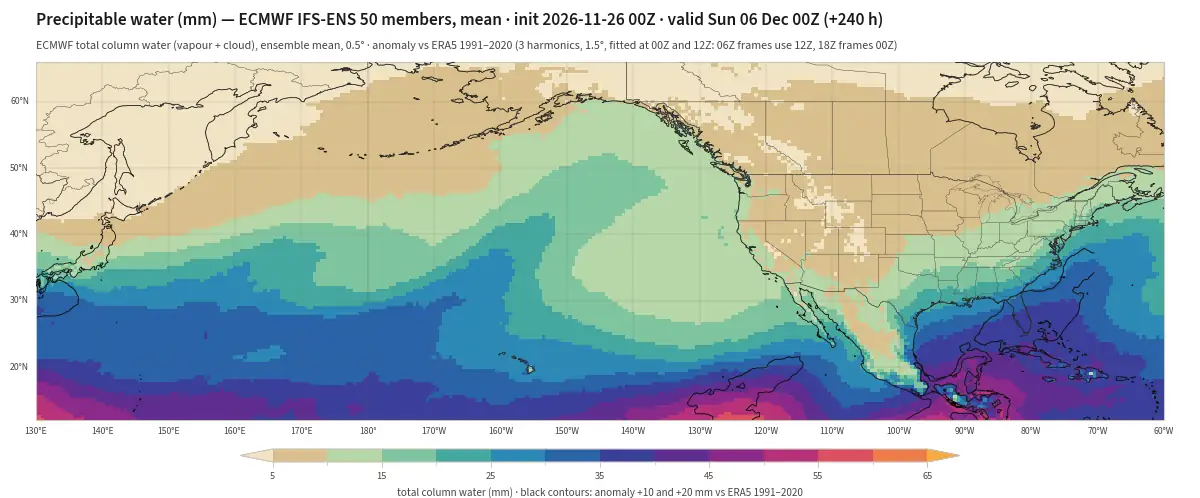 Precipitable water (mm) — ECMWF IFS-ENS 50 members, mean · init 2026-11-26 00Z · valid Sun 06 Dec 00Z (+240 h)
ECMWF total column water (vapour + cloud), ensemble mean, 0.5° · anomaly vs ERA5 1991–2020 (3 harmonics, 1.5°, fitted at 00Z and 12Z: 06Z frames use 12Z, 18Z frames 00Z)
60°N
50°N
40°N
30°N
20°N
130°E 140°E 150°E 160°E 170°E 180° 170°W 160°W 150°W 140°W 130°W 120°W 110°W 100°W 90°W 80°W 70°W 60°W
5 15 25 35 45 55 65
total column water (mm) · black contours: anomaly +10 and +20 mm vs ERA5 1991–2020